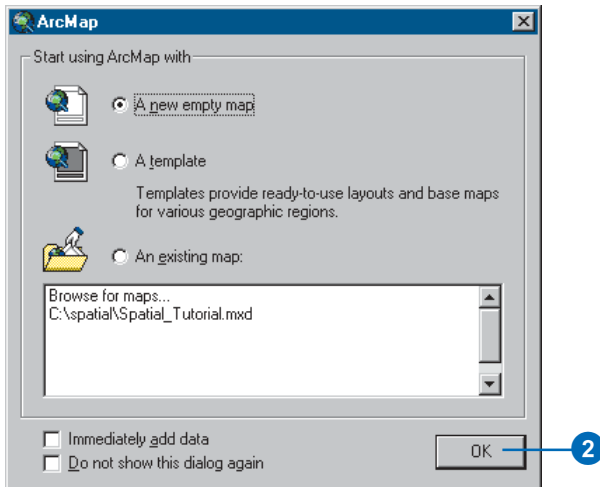 ArcMap
Start using ArcMap with
A new empty map
A template
Templates provide ready-to-use layouts and base maps
for various geographic regions.
An existing map:
Browse for maps...
C:\spatial\Spatial_Tutorial.mxd
Immediately add data
Do not show this dialog again
OK
2